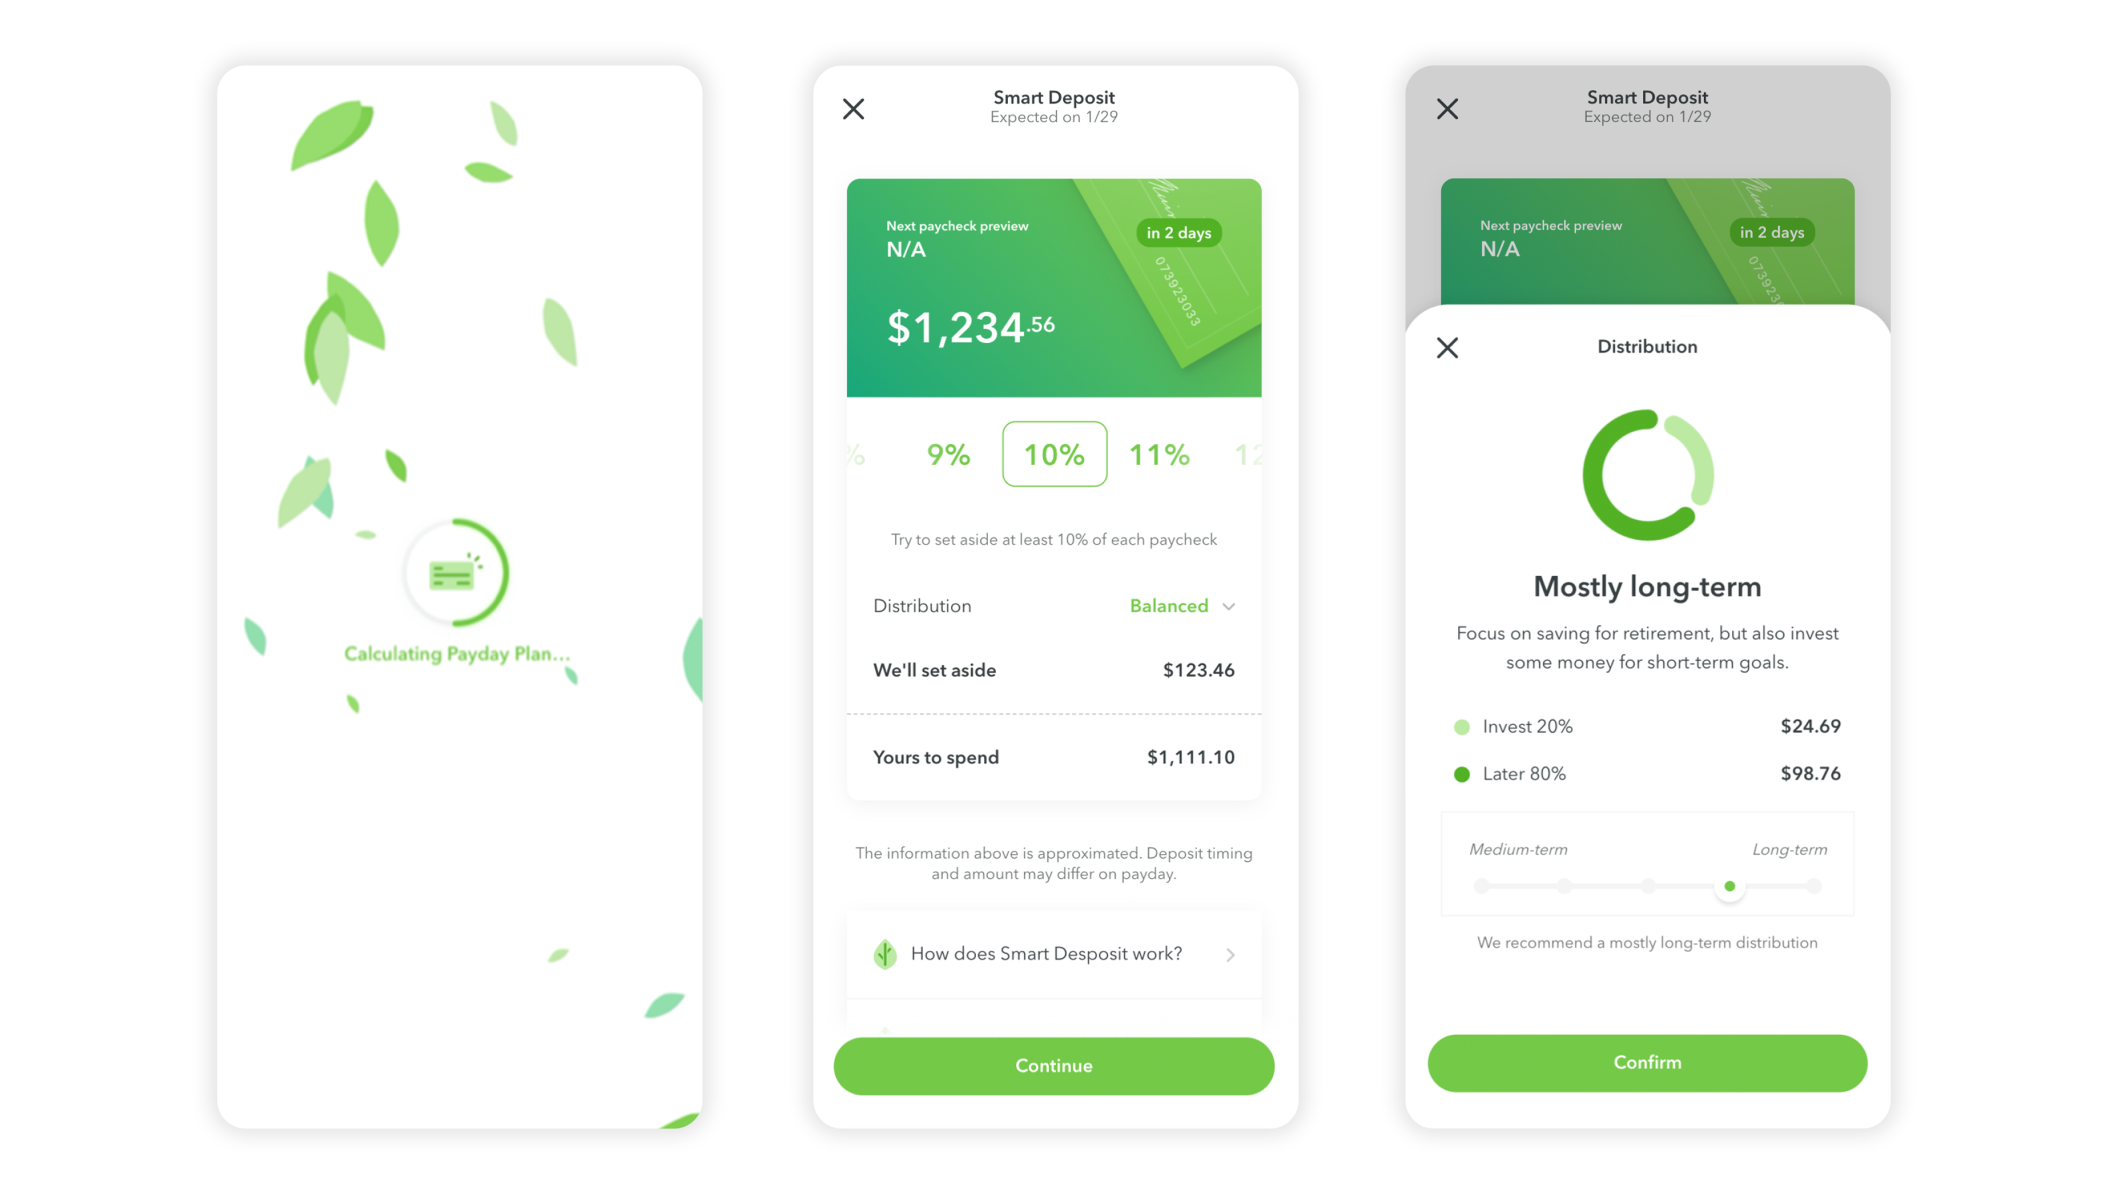 Calculating Payday Plan...
Smart Deposit
Expected on 1/29
Next paycheck preview
N/A
in 2 days
073923033
$1,234.56
9%
10%
11%
Try to set aside at least 10% of each paycheck
Distribution
Balanced
We'll set aside
$123.46
Yours to spend
$1,111.10
The information above is approximated. Deposit timing
and amount may differ on payday.
How does Smart Desposit work?
Continue
Smart Deposit
Expected on 1/29
Next paycheck preview
N/A
in 2 days
Distribution
Mostly long-term
Focus on saving for retirement, but also invest
some money for short-term goals.
Invest 20%
$24.69
Later 80%
$98.76
Medium-term
Long-term
We recommend a mostly long-term distribution
Confirm